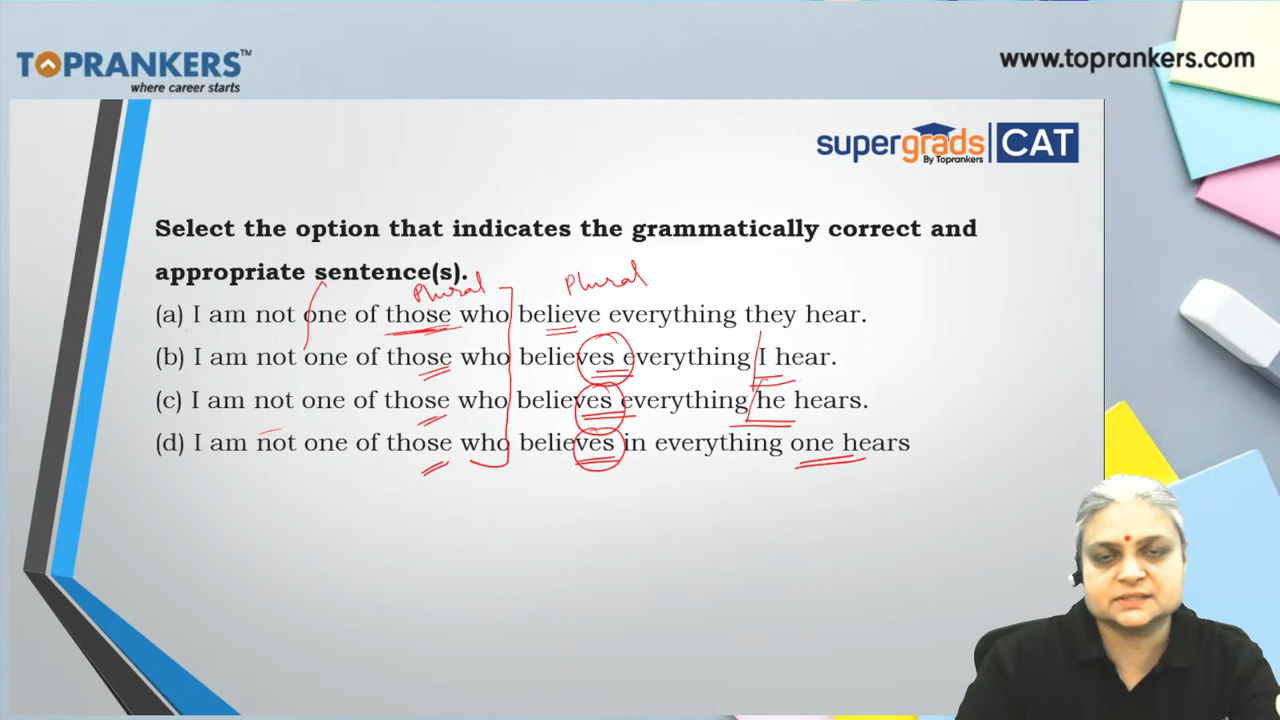 TOPRANKERS™
where career starts
www.toprankers.com
supergrads CAT
By Toprankers
Select the option that indicates the grammatically correct and
appropriate sentence(s).
Plural Plural
(a) I am not one of those who believe everything they hear.
(b) I am not one of those who believes everything I hear.
(c) I am not one of those who believes everything he hears.
(d) I am not one of those who believes in everything one hears